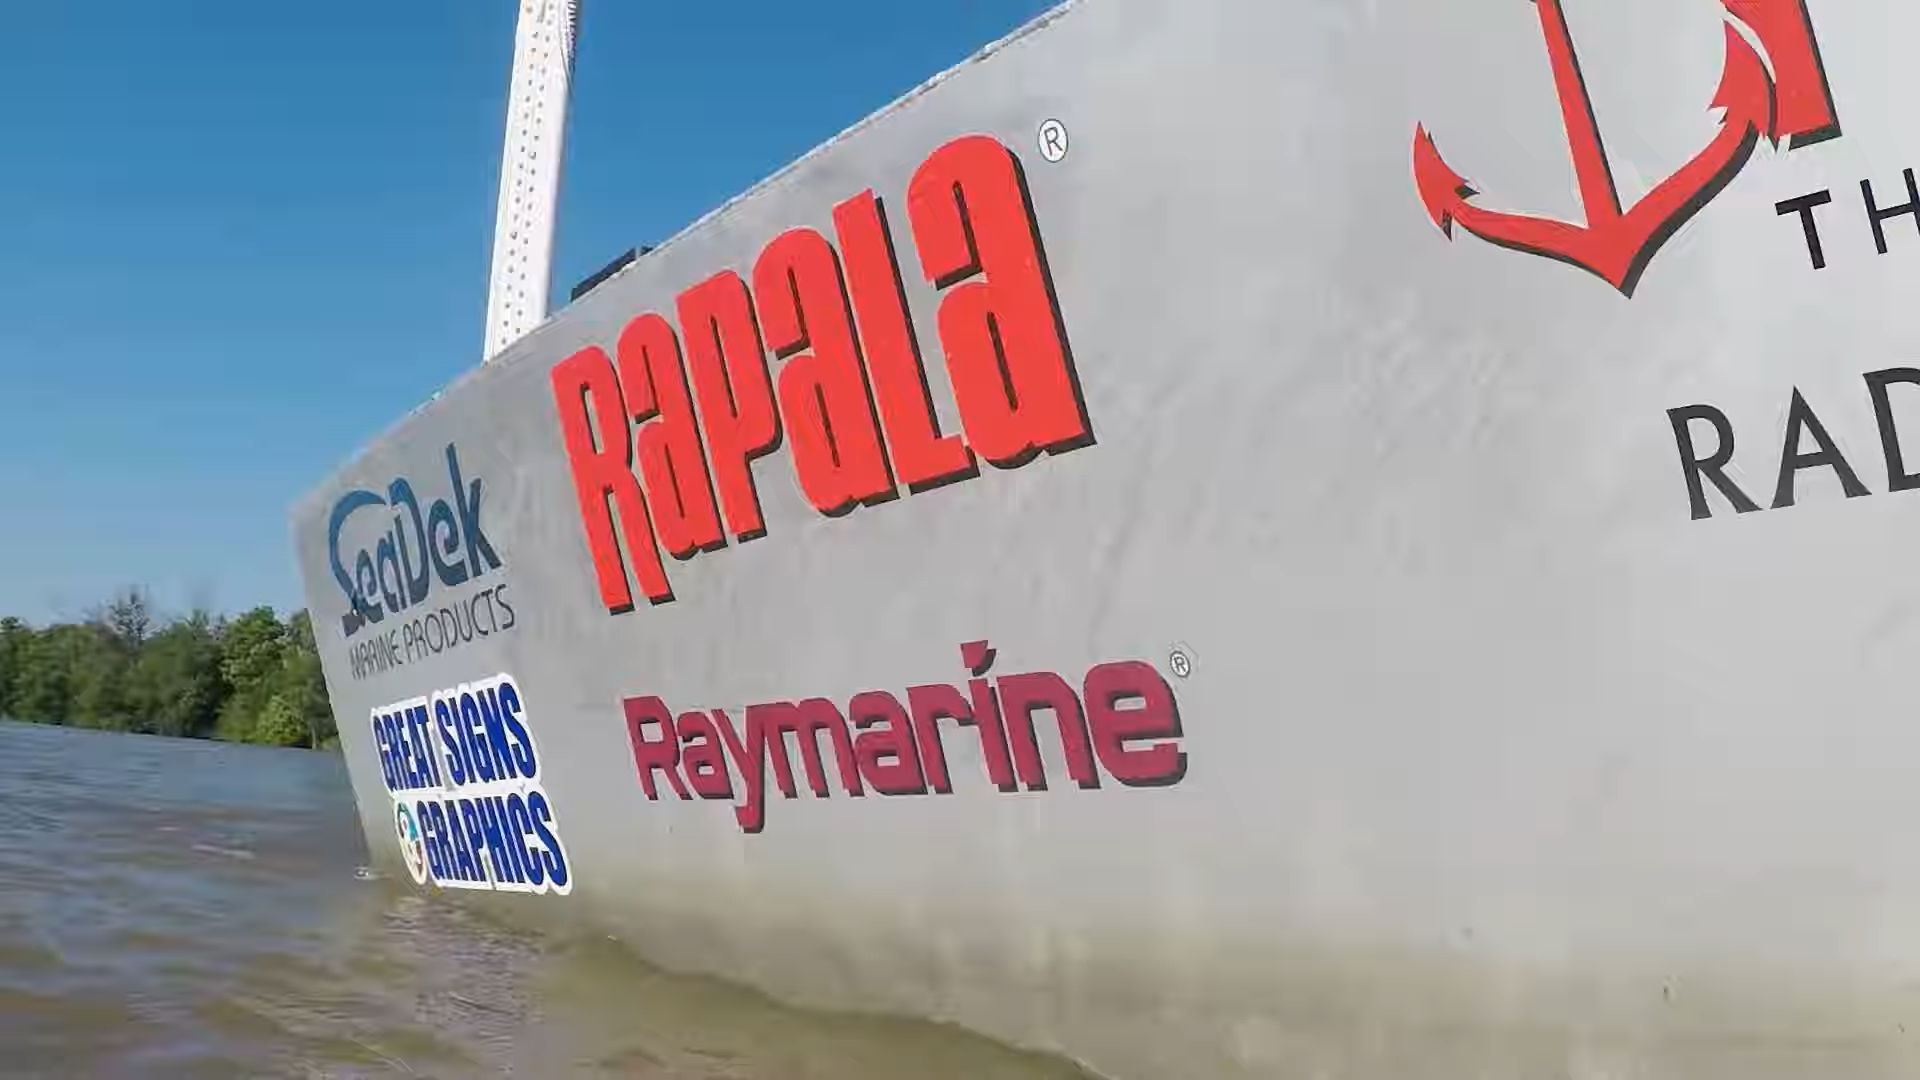 RapaLa®
SeaDek
MARINE PRODUCTS
GREAT SIGNS
GRAPHICS
Raymarine®
TH
RAD